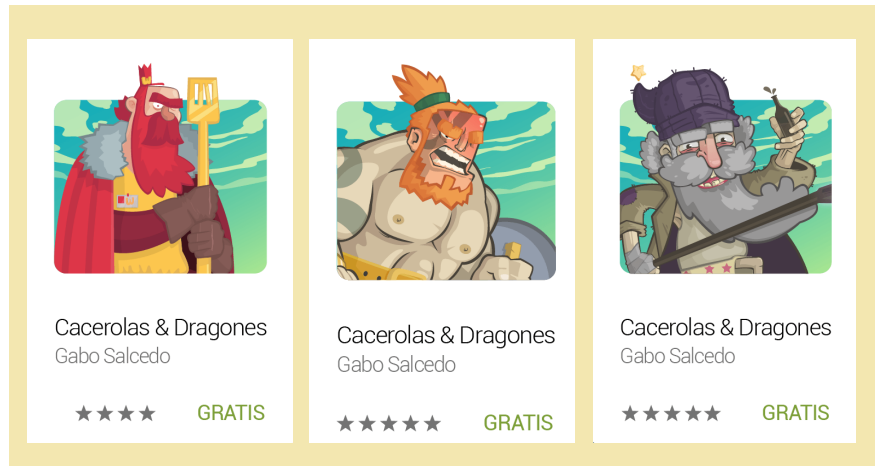 Cacerolas & Dragones
Gabo Salcedo
GRATIS
Cacerolas & Dragones
Gabo Salcedo
GRATIS
Cacerolas & Dragones
Gabo Salcedo
GRATIS